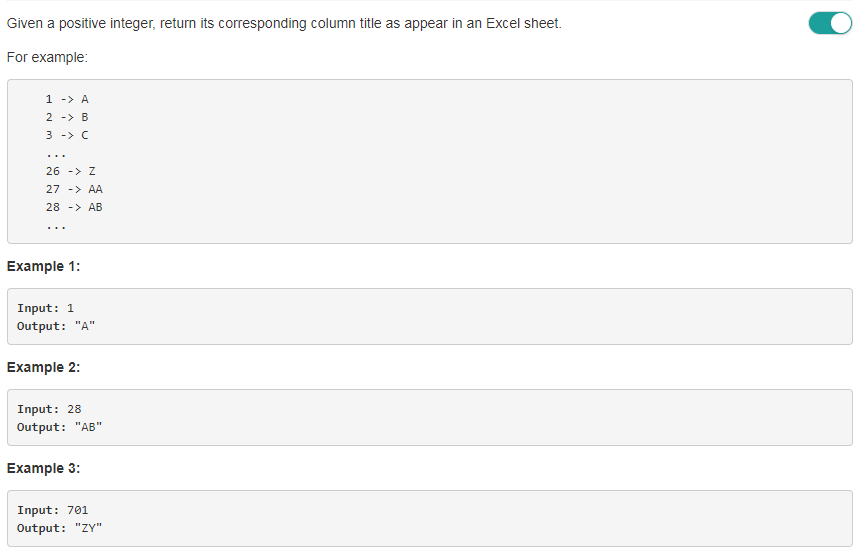 Given a positive integer, return its corresponding column title as appear in an Excel sheet.
For example:
1 -> A
2 -> B
3 -> C
...
26 -> Z
27 -> AA
28 -> AB
...
Example 1:
Input: 1
Output: "A"
Example 2:
Input: 28
Output: "AB"
Example 3:
Input: 701
Output: "ZY"